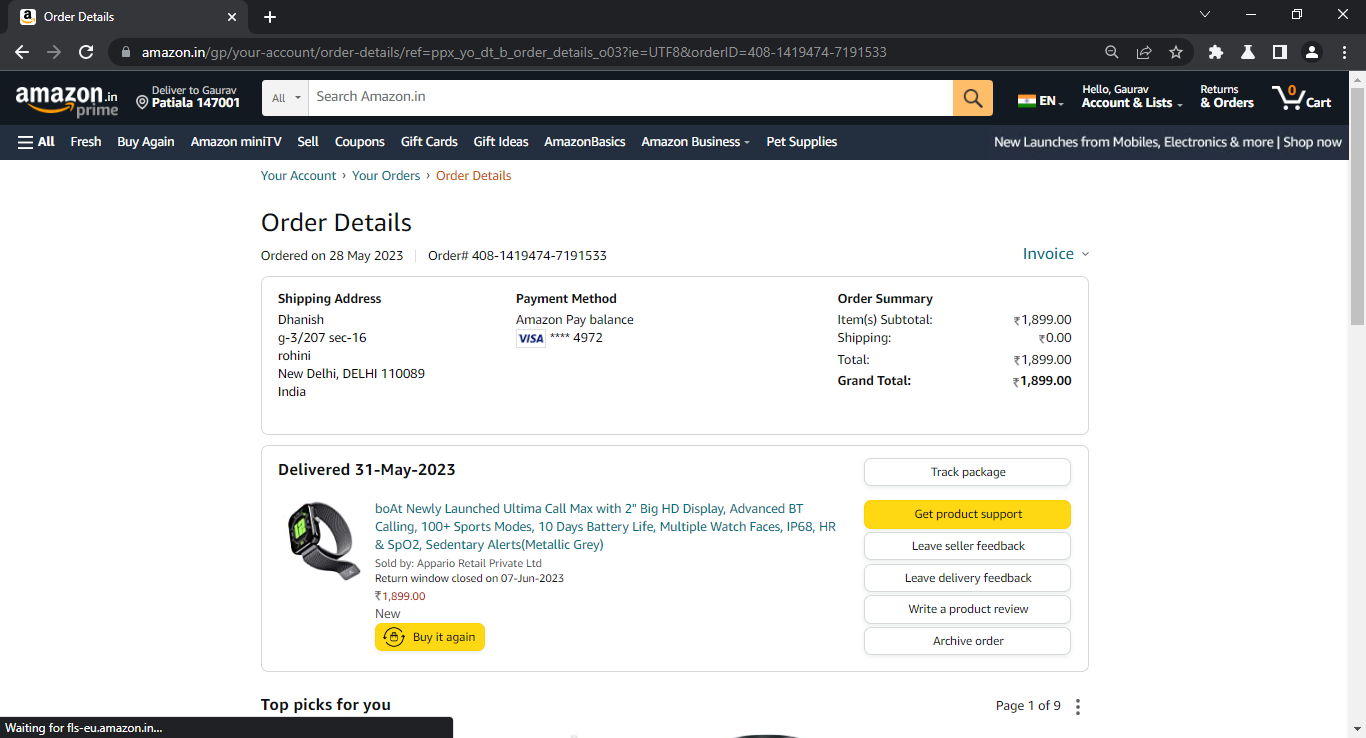 Order Details
amazon.in/gp/your-account/order-details/ref=ppx_yo_dt_b_order_details_o03?ie=UTF8&orderID=408-1419474-7191533
amazon.in
prime
Deliver to Gaurav
Patiala 147001
All
Search Amazon.in
EN
Hello, Gaurav
Account & Lists
Returns
& Orders
0
Cart
All Fresh Buy Again Amazon miniTV Sell Coupons Gift Cards Gift Ideas AmazonBasics Amazon Business Pet Supplies New Launches from Mobiles, Electronics & more | Shop now
Your Account › Your Orders › Order Details
Order Details
Ordered on 28 May 2023 | Order# 408-1419474-7191533
Invoice
Shipping Address
Dhanish
g-3/207 sec-16
rohini
New Delhi, DELHI 110089
India
Payment Method
Amazon Pay balance
VISA **** 4972
Order Summary
Item(s) Subtotal: ₹1,899.00
Shipping: ₹0.00
Total: ₹1,899.00
Grand Total: ₹1,899.00
Delivered 31-May-2023
boAt Newly Launched Ultima Call Max with 2" Big HD Display, Advanced BT
Calling, 100+ Sports Modes, 10 Days Battery Life, Multiple Watch Faces, IP68, HR
& SpO2, Sedentary Alerts(Metallic Grey)
Sold by: Appario Retail Private Ltd
Return window closed on 07-Jun-2023
₹1,899.00
New
Buy it again
Track package
Get product support
Leave seller feedback
Leave delivery feedback
Write a product review
Archive order
Top picks for you
Page 1 of 9
Waiting for fls-eu.amazon.in...